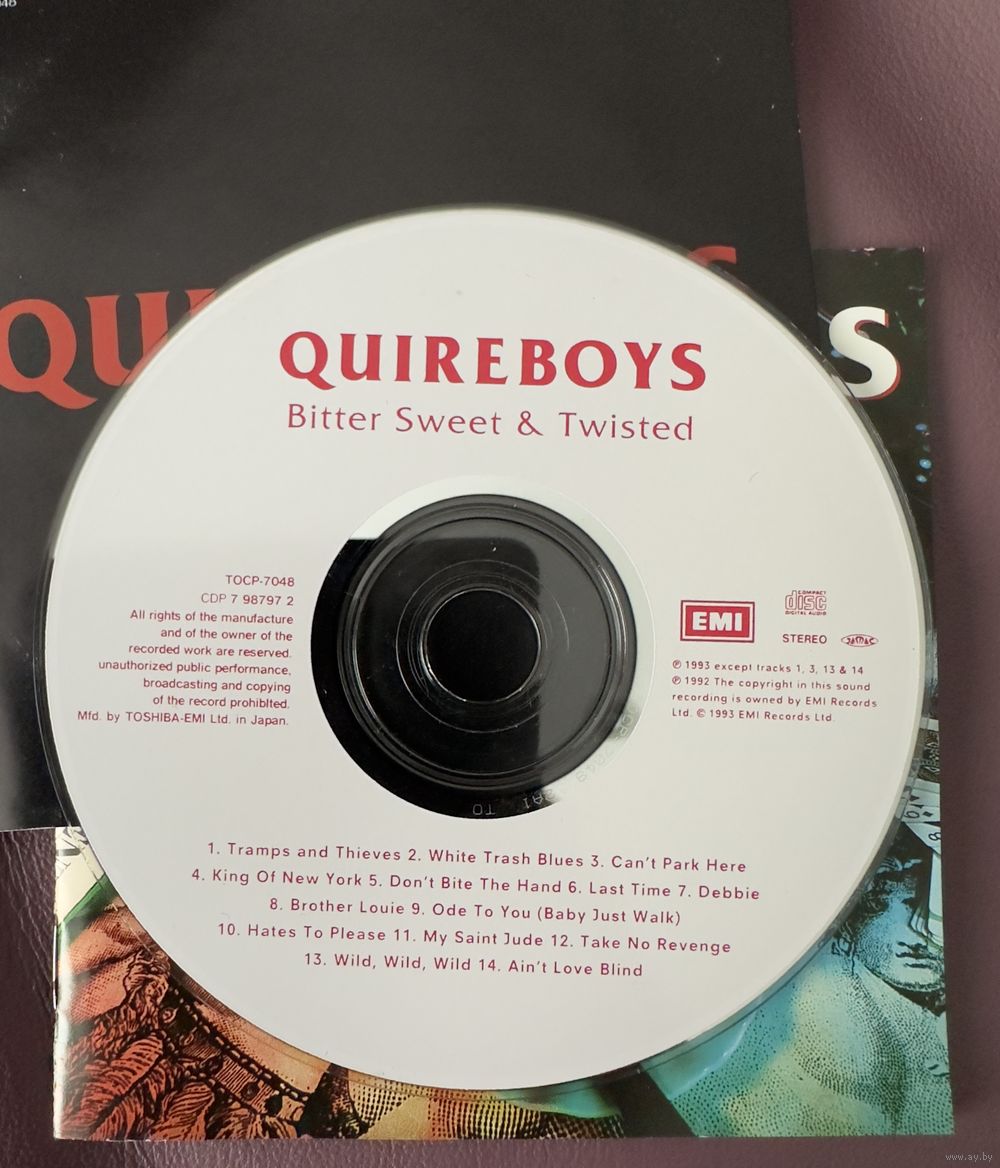 QUIREBOYS
Bitter Sweet & Twisted
TOCP-7048
CDP 7 98797 2
All rights of the manufacture
and of the owner of the
recorded work are reserved.
unauthorized public performance,
broadcasting and copying
of the record prohibited.
Mfd. by TOSHIBA-EMI Ltd. in Japan.
EMI
COMPACT
disc
DIGITAL AUDIO
STEREO JASRAC
℗ 1993 except tracks 1, 3, 13 & 14
℗ 1992 The copyright in this sound
recording is owned by EMI Records
Ltd. © 1993 EMI Records Ltd.
1. Tramps and Thieves 2. White Trash Blues 3. Can't Park Here
4. King Of New York 5. Don't Bite The Hand 6. Last Time 7. Debbie
8. Brother Louie 9. Ode To You (Baby Just Walk)
10. Hates To Please 11. My Saint Jude 12. Take No Revenge
13. Wild, Wild, Wild 14. Ain't Love Blind
QU
S
www.ay.by